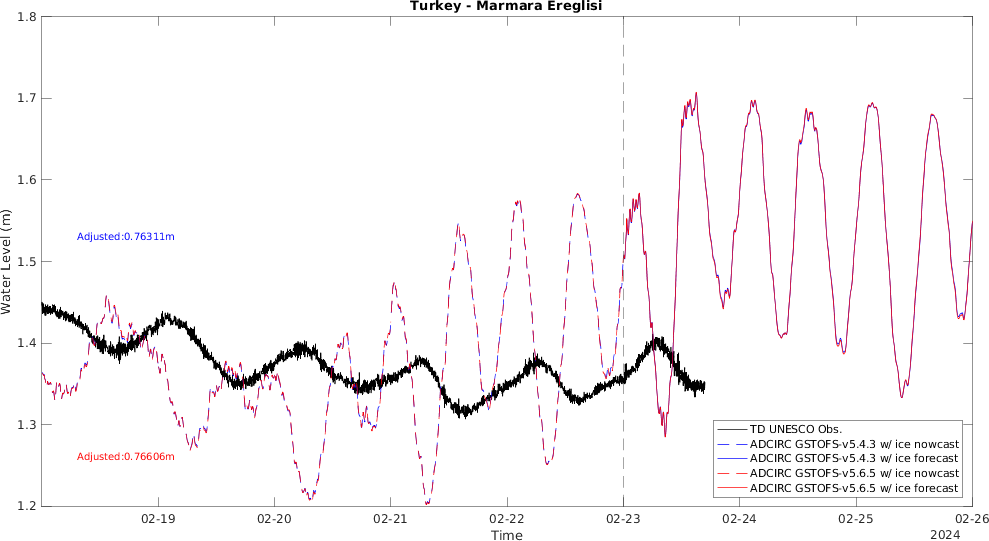 Turkey - Marmara Ereglisi
1.8
1.7
1.6
1.5
1.4
1.3
1.2
Water Level (m)
Adjusted:0.76311m
Adjusted:0.76606m
TD UNESCO Obs.
ADCIRC GSTOFS-v5.4.3 w/ ice nowcast
ADCIRC GSTOFS-v5.4.3 w/ ice forecast
ADCIRC GSTOFS-v5.6.5 w/ ice nowcast
ADCIRC GSTOFS-v5.6.5 w/ ice forecast
02-19 02-20 02-21 02-22 02-23 02-24 02-25 02-26
Time
2024